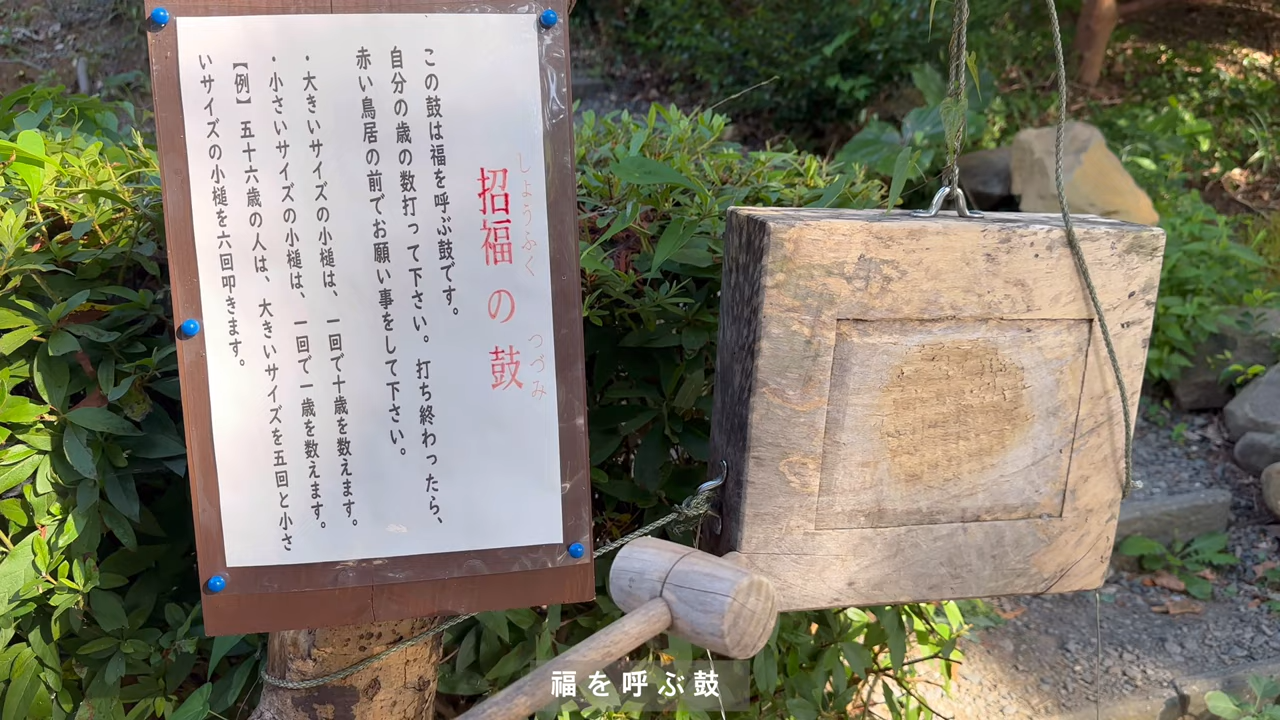 しょうふく つづみ
招福の鼓
この鼓は福を呼ぶ鼓です。
自分の歳の数打って下さい。打ち終わったら、
赤い鳥居の前でお願い事をして下さい。
・大きいサイズの小槌は、一回で十歳を数えます。
・小さいサイズの小槌は、一回で一歳を数えます。
【例】五十六歳の人は、大きいサイズを五回と小さ
いサイズの小槌を六回叩きます。
福を呼ぶ鼓